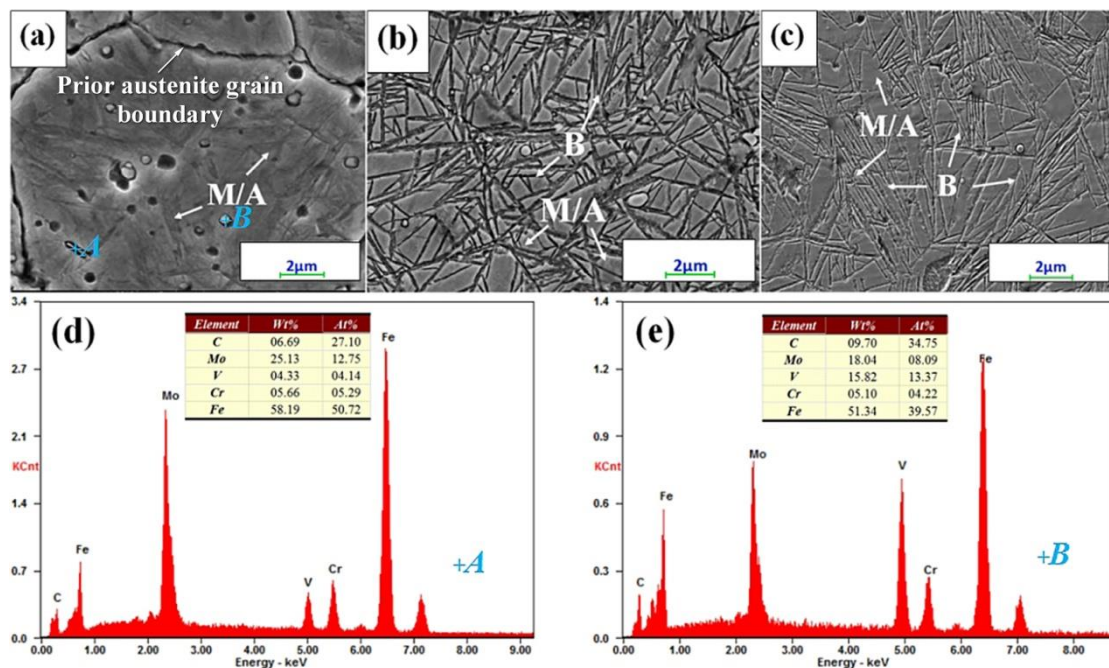 (a)
Prior austenite grain
boundary
M/A
B
+A
2μm
(b)
B
M/A
2μm
(c)
M/A
B
2μm
(d)
Element Wt% At%
C 06.69 27.10
Mo 25.13 12.75
V 04.33 04.14
Cr 05.66 05.29
Fe 58.19 50.72
3.4
2.7
2.1
KCnt
1.4
0.7
0.0
C
Fe
Mo
V
Cr
Fe
+A
1.00 2.00 3.00 4.00 5.00 6.00 7.00 8.00 9.00
Energy - keV
(e)
Element Wt% At%
C 09.70 34.75
Mo 18.04 08.09
V 15.82 13.37
Cr 05.10 04.22
Fe 51.34 39.57
1.4
1.2
0.9
KCnt
0.6
0.3
0.0
C
Fe
Mo
V
Cr
Fe
+B
1.00 2.00 3.00 4.00 5.00 6.00 7.00 8.00
Energy - keV